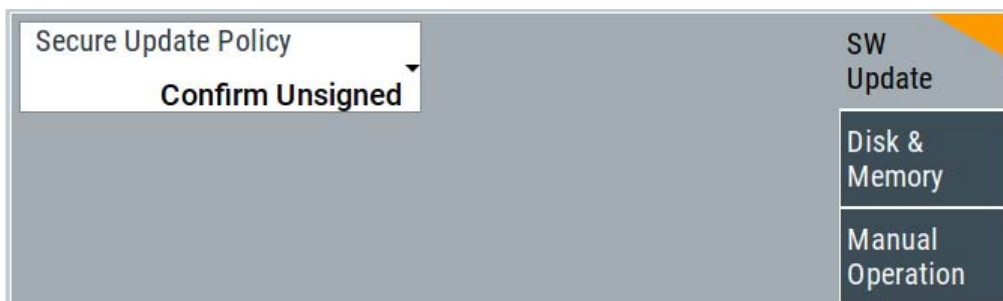 Secure Update Policy
Confirm Unsigned
SW
Update
Disk &
Memory
Manual
Operation